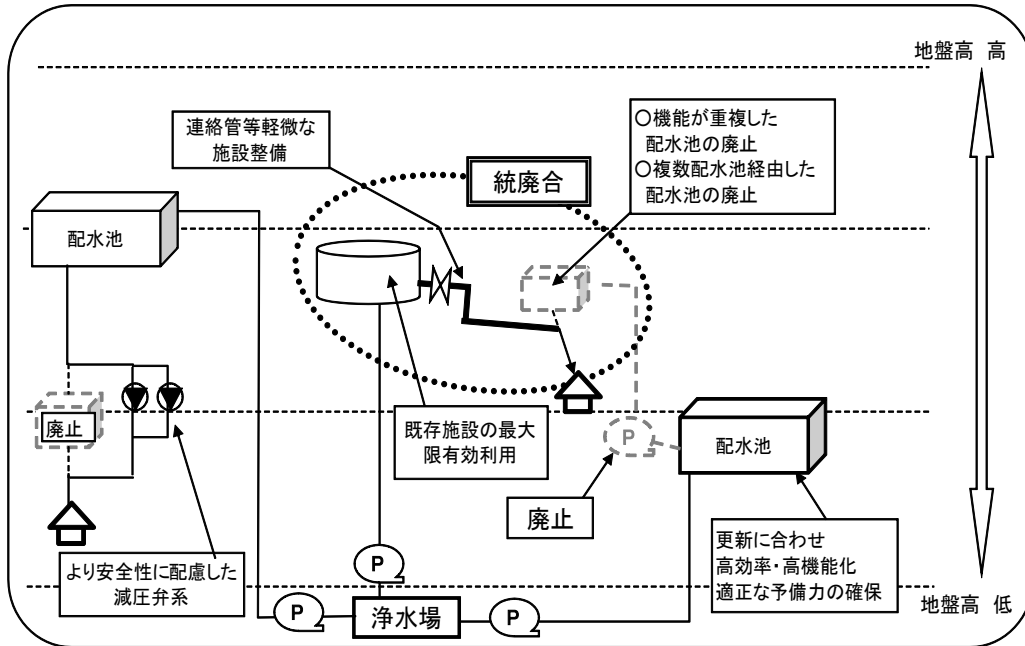 地盤高 高
連絡管等軽微な
施設整備
○機能が重複した
配水池の廃止
○複数配水池経由した
配水池の廃止
統廃合
配水池
廃止
既存施設の最大
限有効利用
P
配水池
廃止
より安全性に配慮した
減圧弁系
更新に合わせ
高効率・高機能化
適正な予備力の確保
P
P
浄水場
P
地盤高 低